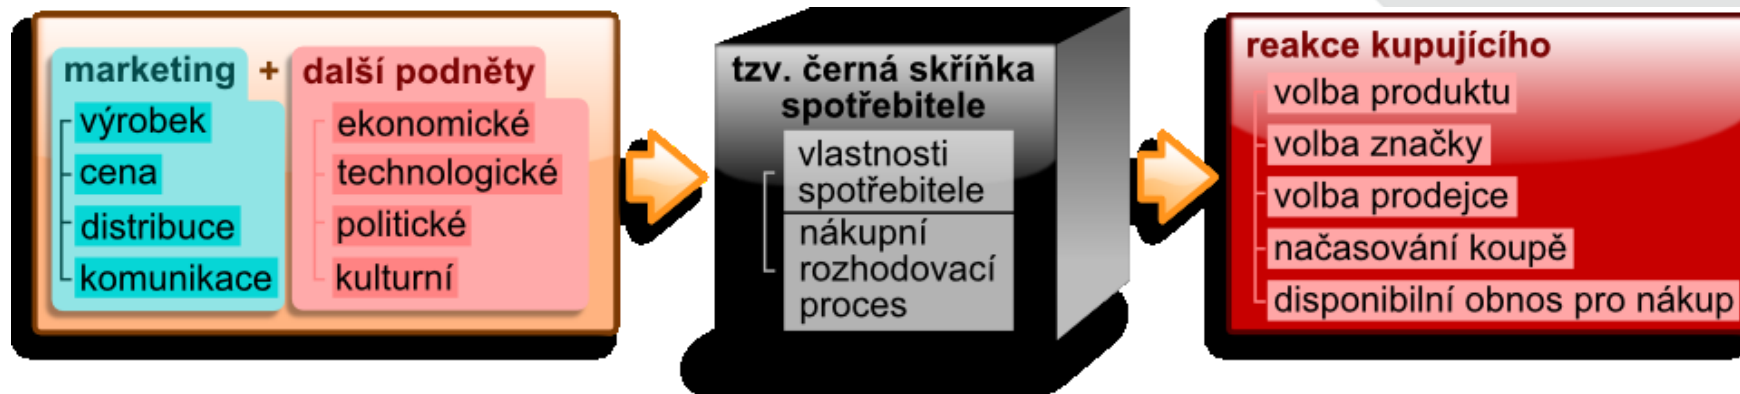 marketing + další podněty
výrobek
cena
distribuce
komunikace
ekonomické
technologické
politické
kulturní
tzv. černá skříňka
spotřebitele
vlastnosti
spotřebitele
nákupní
rozhodovací
proces
reakce kupujícího
volba produktu
volba značky
volba prodejce
načasování koupě
disponibilní obnos pro nákup